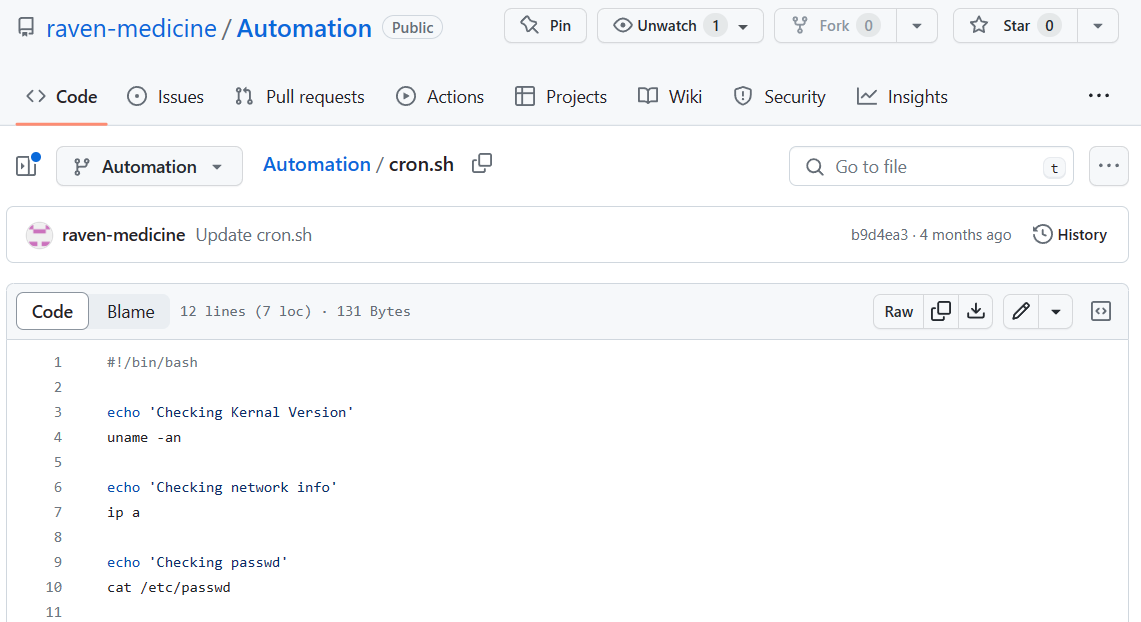 raven-medicine / Automation Public Pin Unwatch 1 Fork 0 Star 0
Code Issues Pull requests Actions Projects Wiki Security Insights ...
Automation Automation / cron.sh Go to file t ...
raven-medicine Update cron.sh b9d4ea3 · 4 months ago History
Code Blame 12 lines (7 loc) · 131 Bytes Raw
1 #!/bin/bash
2
3 echo 'Checking Kernal Version'
4 uname -an
5
6 echo 'Checking network info'
7 ip a
8
9 echo 'Checking passwd'
10 cat /etc/passwd
11